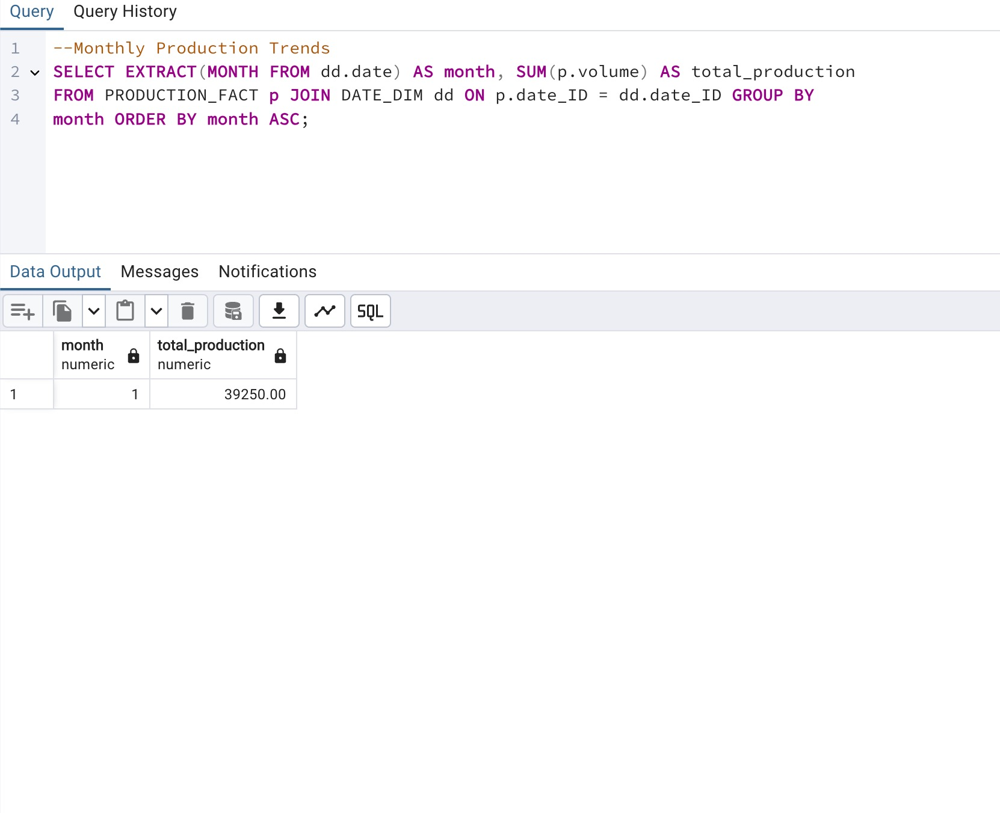 Query Query History
1 --Monthly Production Trends
2 SELECT EXTRACT(MONTH FROM dd.date) AS month, SUM(p.volume) AS total_production
3 FROM PRODUCTION_FACT p JOIN DATE_DIM dd ON p.date_ID = dd.date_ID GROUP BY
4 month ORDER BY month ASC;
Data Output Messages Notifications
SQL
month total_production
numeric numeric
1 1 39250.00